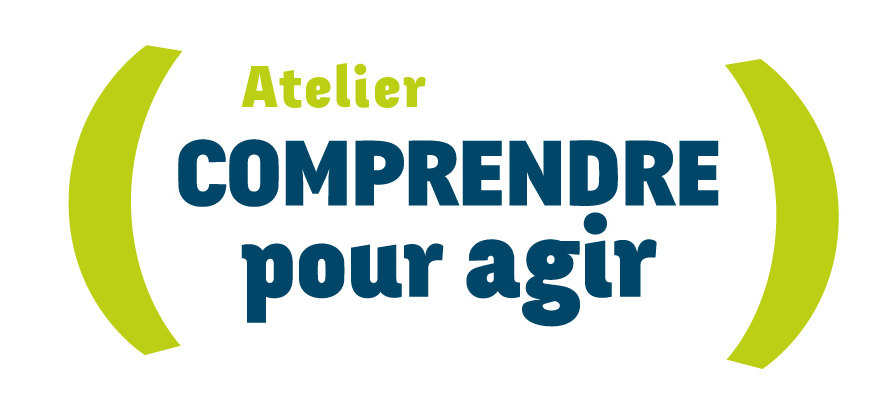 Atelier
COMPRENDRE
pour agir